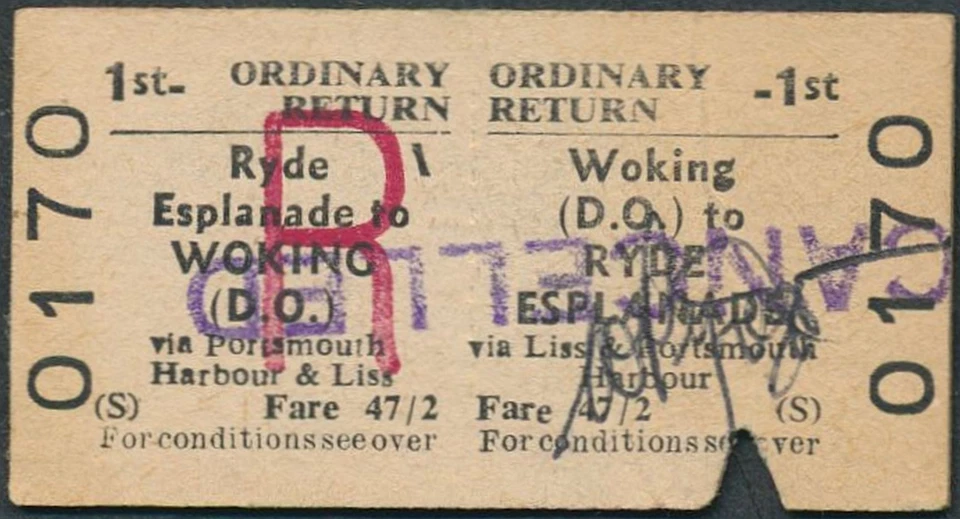 0170
1st- ORDINARY
RETURN
Ryde
Esplanade to
WOKING
(D.O.)
via Portsmouth
Harbour & Liss
(S) Fare 47/2
For conditions see over
R
ORDINARY -1st
RETURN
Woking
(D.O.) to
RYDE
ESPLANADE
via Liss & Portsmouth
Harbour
Fare 47/2 (S)
For conditions see over
0170
CANCELLED